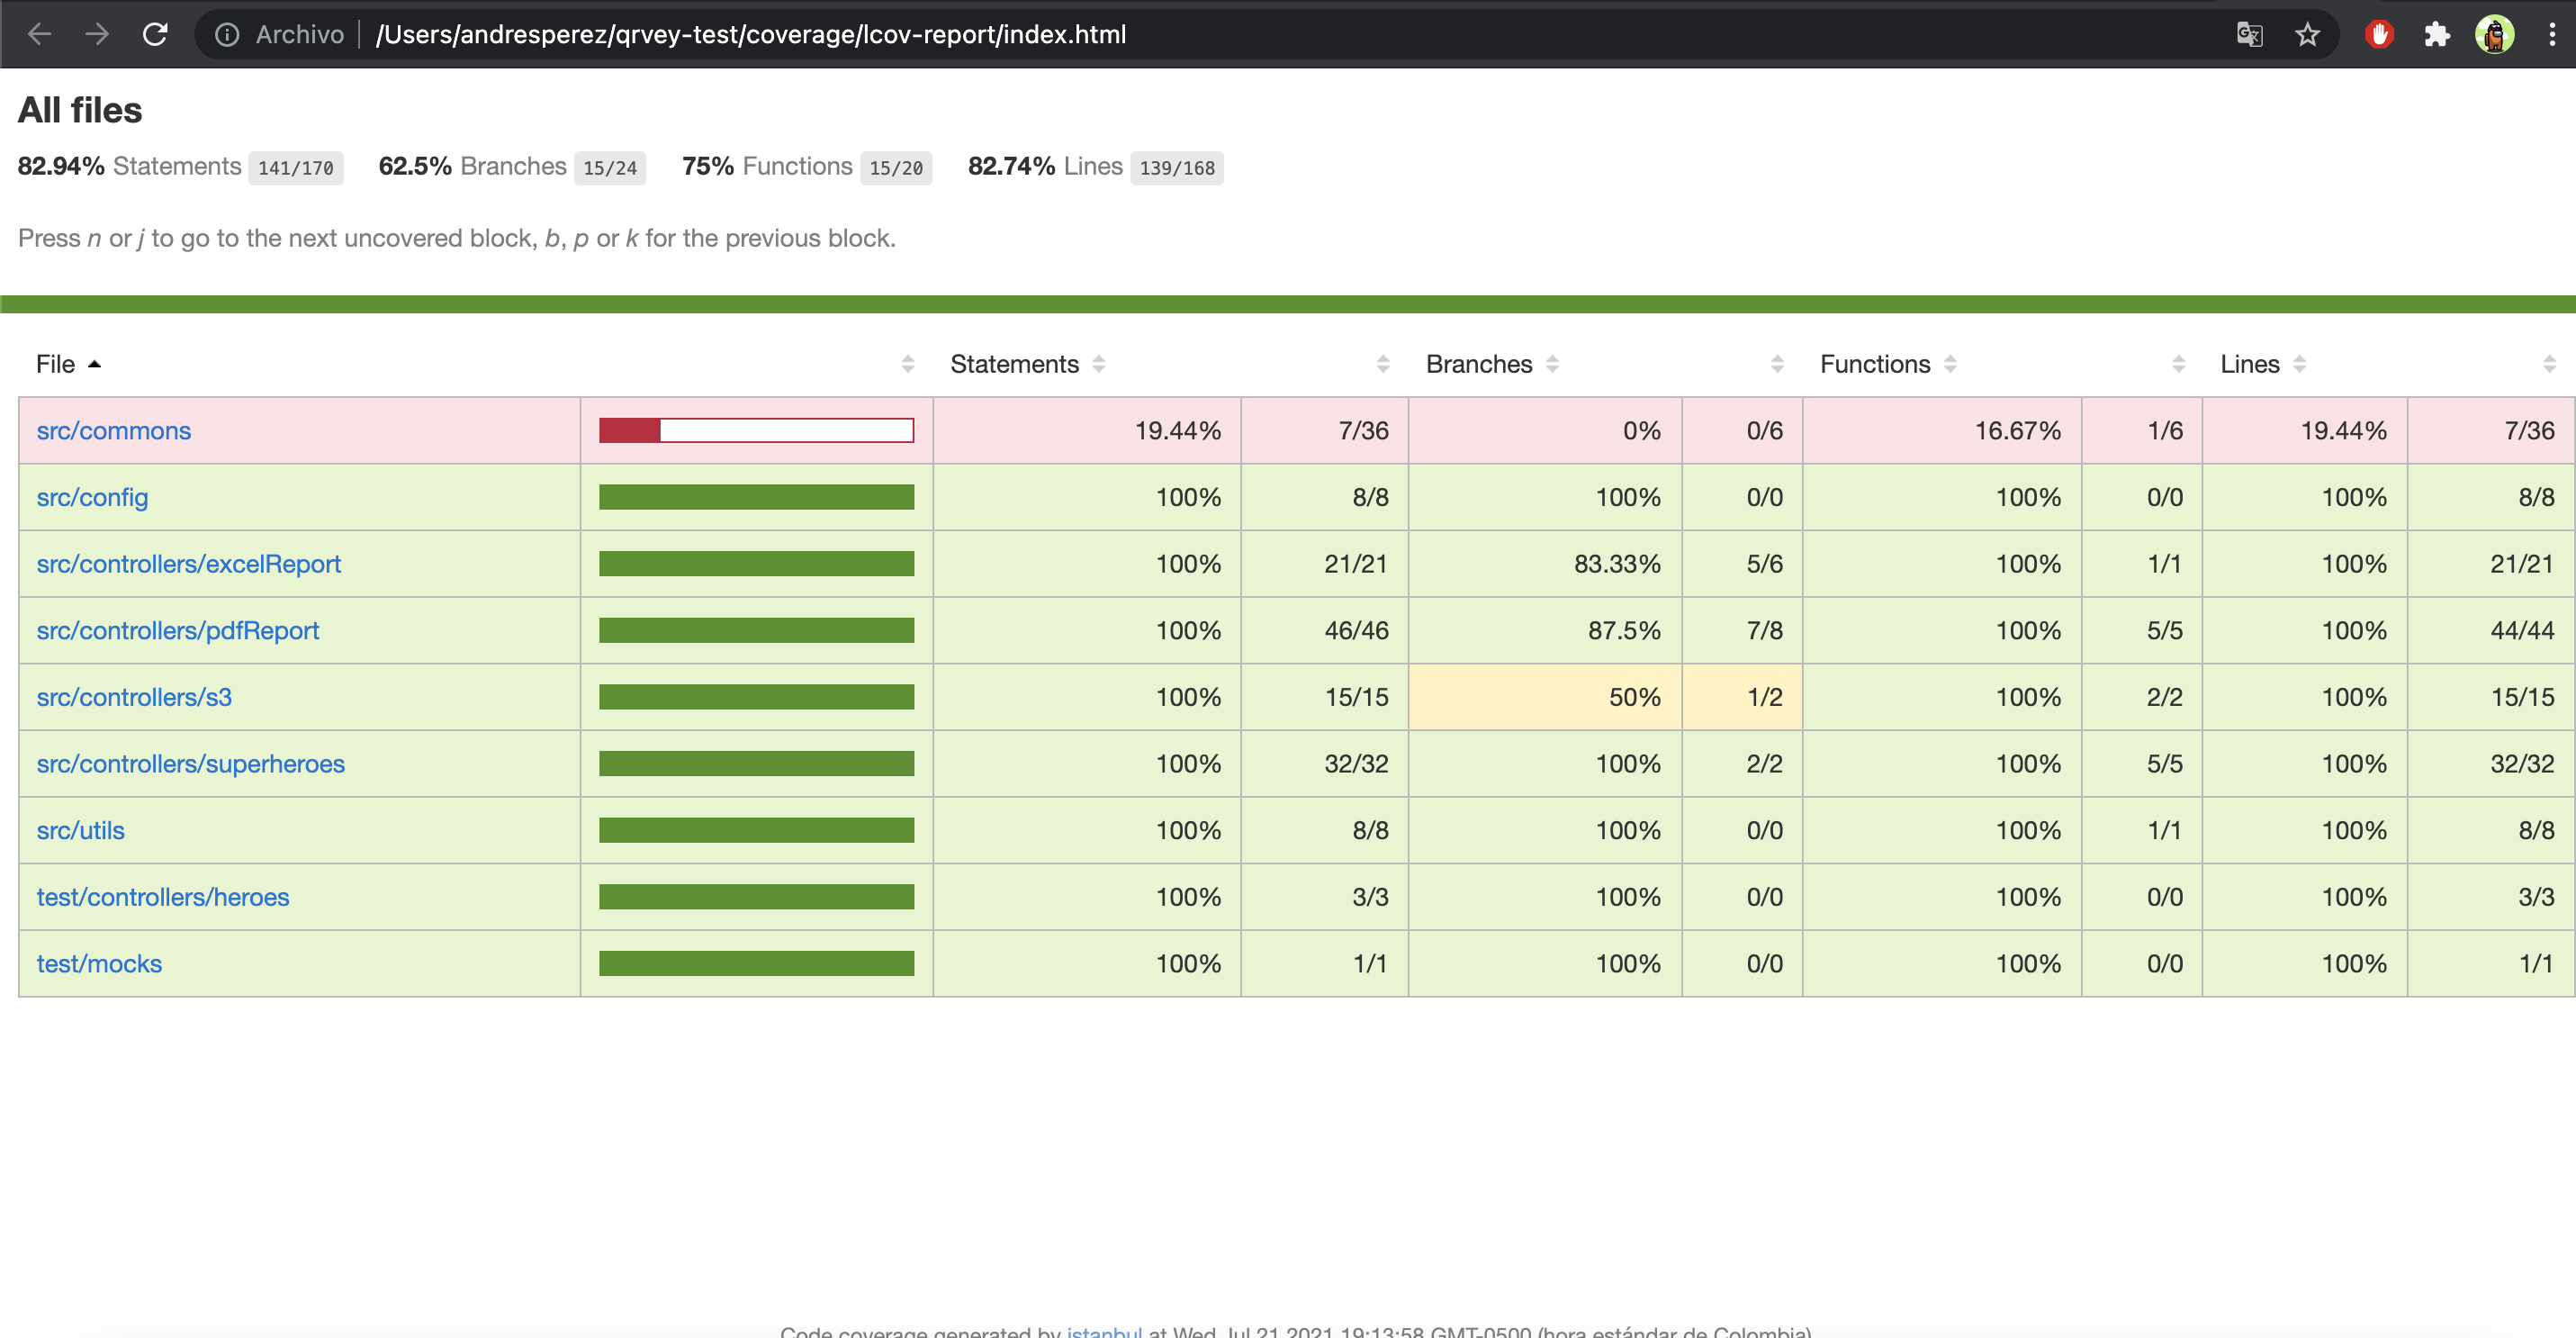 Archivo /Users/andresperez/qrvey-test/coverage/lcov-report/index.html
All files
82.94% Statements 141/170 62.5% Branches 15/24 75% Functions 15/20 82.74% Lines 139/168
Press n or j to go to the next uncovered block, b, p or k for the previous block.
File Statements Branches Functions Lines
src/commons 19.44% 7/36 0% 0/6 16.67% 1/6 19.44% 7/36
src/config 100% 8/8 100% 0/0 100% 0/0 100% 8/8
src/controllers/excelReport 100% 21/21 83.33% 5/6 100% 1/1 100% 21/21
src/controllers/pdfReport 100% 46/46 87.5% 7/8 100% 5/5 100% 44/44
src/controllers/s3 100% 15/15 50% 1/2 100% 2/2 100% 15/15
src/controllers/superheroes 100% 32/32 100% 2/2 100% 5/5 100% 32/32
src/utils 100% 8/8 100% 0/0 100% 1/1 100% 8/8
test/controllers/heroes 100% 3/3 100% 0/0 100% 0/0 100% 3/3
test/mocks 100% 1/1 100% 0/0 100% 0/0 100% 1/1
Code coverage generated by istanbul at Wed Jul 21 2021 19:13:58 GMT-0500 (hora estándar de Colombia)